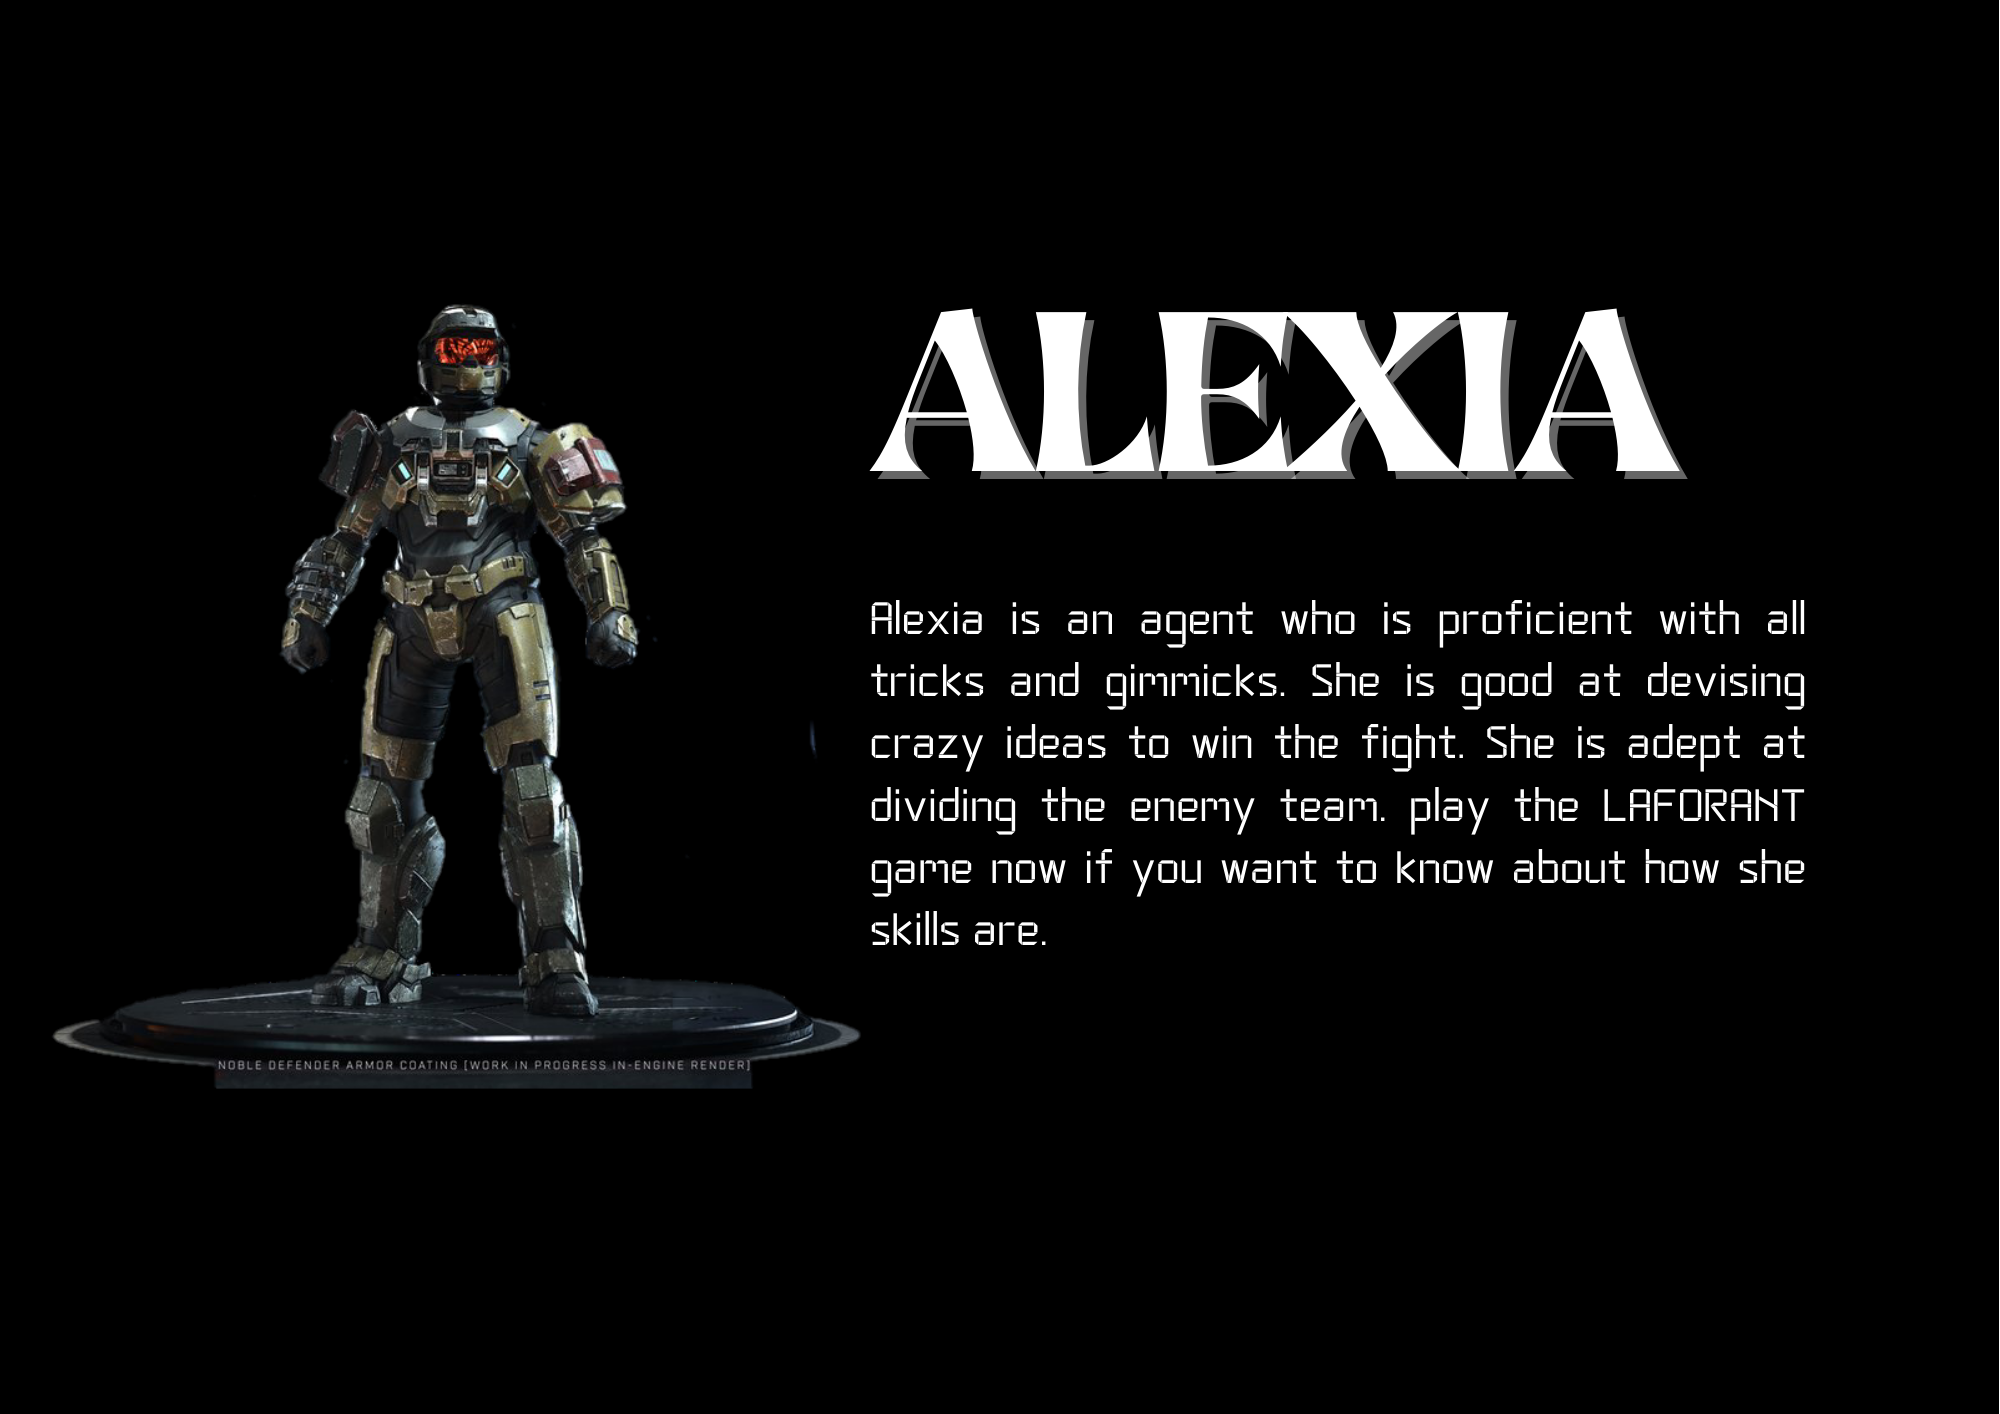 ALEXIA
Alexia is an agent who is proficient with all
tricks and gimmicks. She is good at devising
crazy ideas to win the fight. She is adept at
dividing the enemy team. play the LAFORANT
game now if you want to know about how she
skills are.
NOBLE DEFENDER ARMOR COATING [WORK IN PROGRESS IN-ENGINE RENDER]